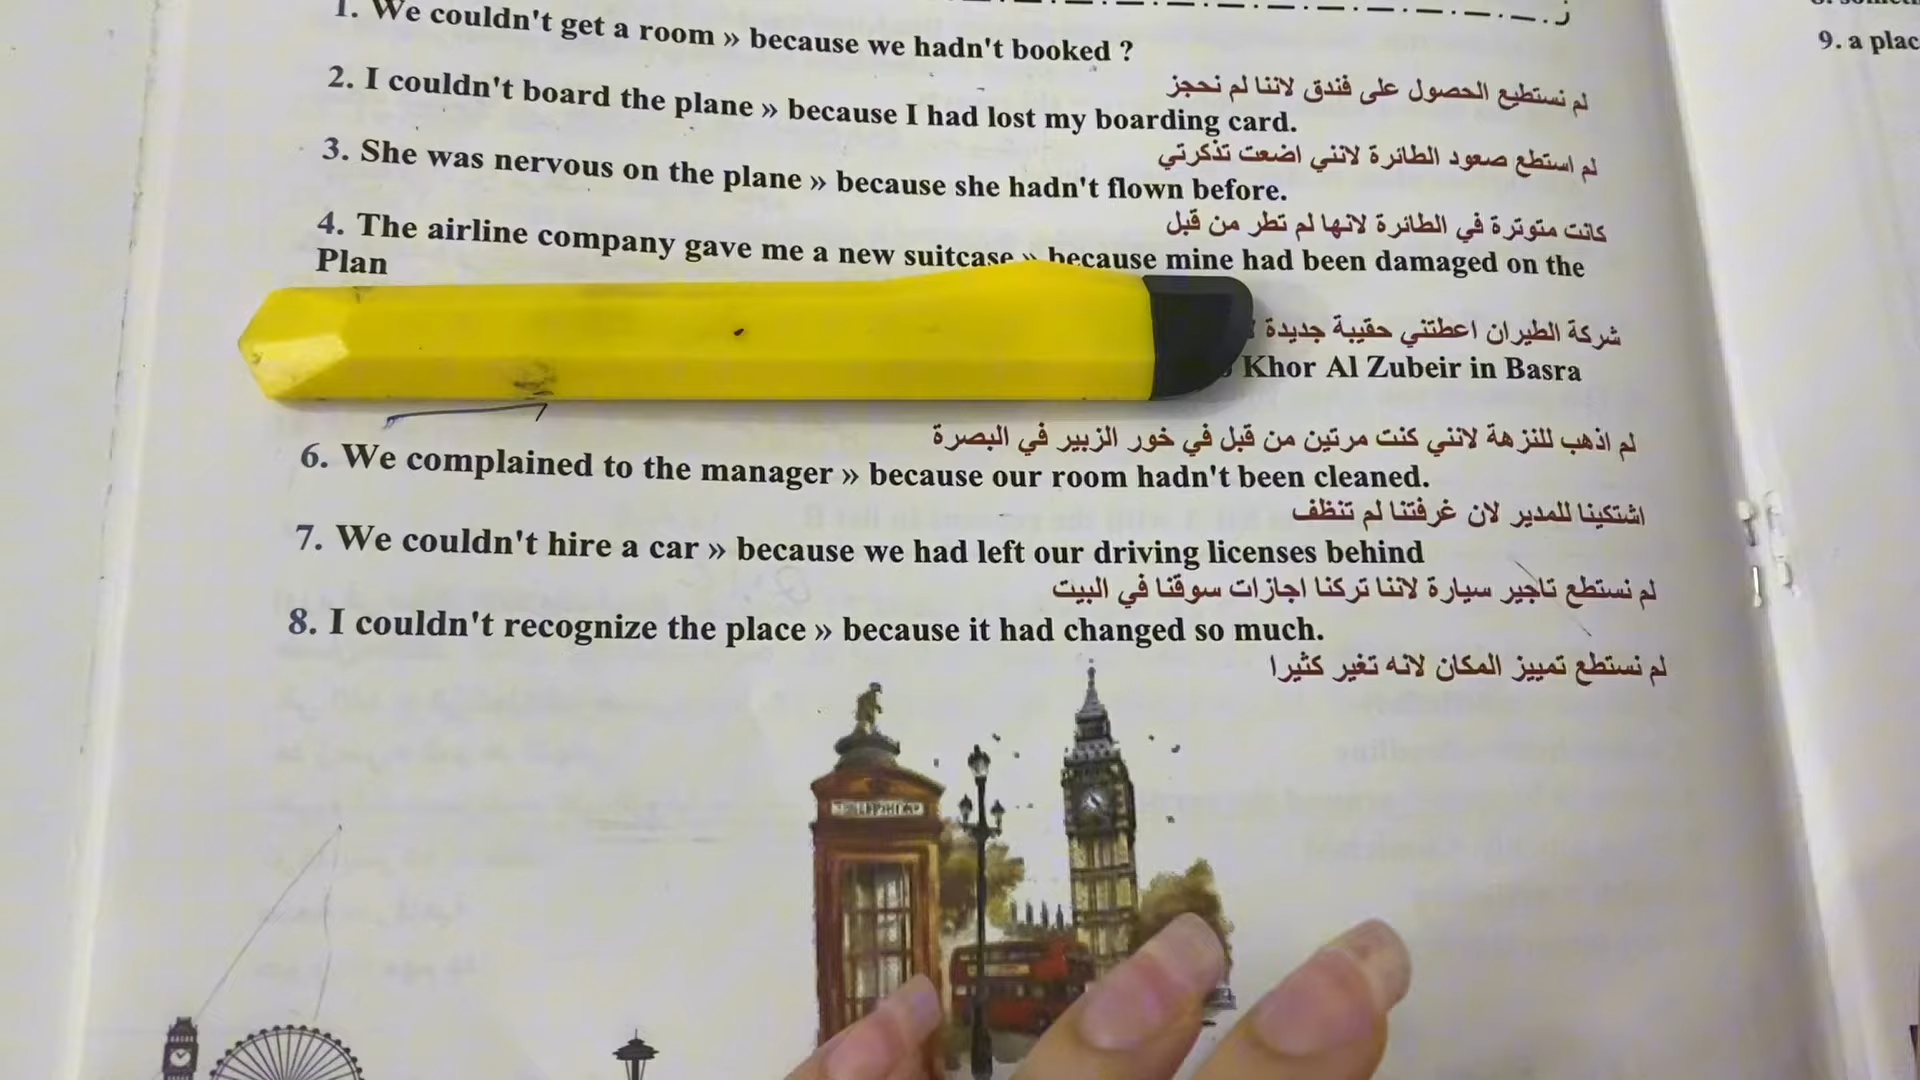 1. We couldn't get a room » because we hadn't booked ?
لم نستطيع الحصول على فندق لاننا لم نحجز
2. I couldn't board the plane » because I had lost my boarding card.
لم استطع صعود الطائرة لانني اضعت تذكرتي
3. She was nervous on the plane » because she hadn't flown before.
كانت متوترة في الطائرة لانها لم تطر من قبل
4. The airline company gave me a new suitcase » because mine had been damaged on the
Plan
شركة الطيران اعطتني حقيبة جديدة
Khor Al Zubeir in Basra
لم اذهب للنزهة لانني كنت مرتين من قبل في خور الزبير في البصرة
6. We complained to the manager » because our room hadn't been cleaned.
اشتكينا للمدير لان غرفتنا لم تنظف
7. We couldn't hire a car » because we had left our driving licenses behind
لم نستطع تاجير سيارة لاننا تركنا اجازات سوقنا في البيت
8. I couldn't recognize the place » because it had changed so much.
لم نستطع تمييز المكان لانه تغير كثيرا
9. a plac